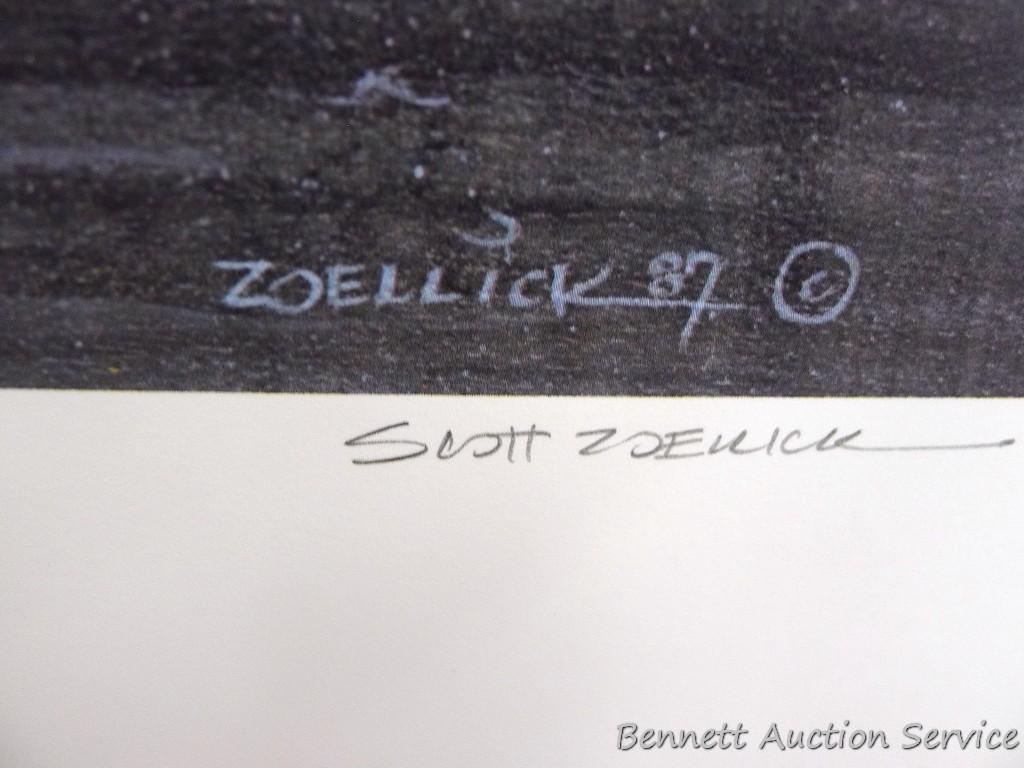 ZOELLICK 87 ©
SCOTT ZOELLICK
Bennett Auction Service